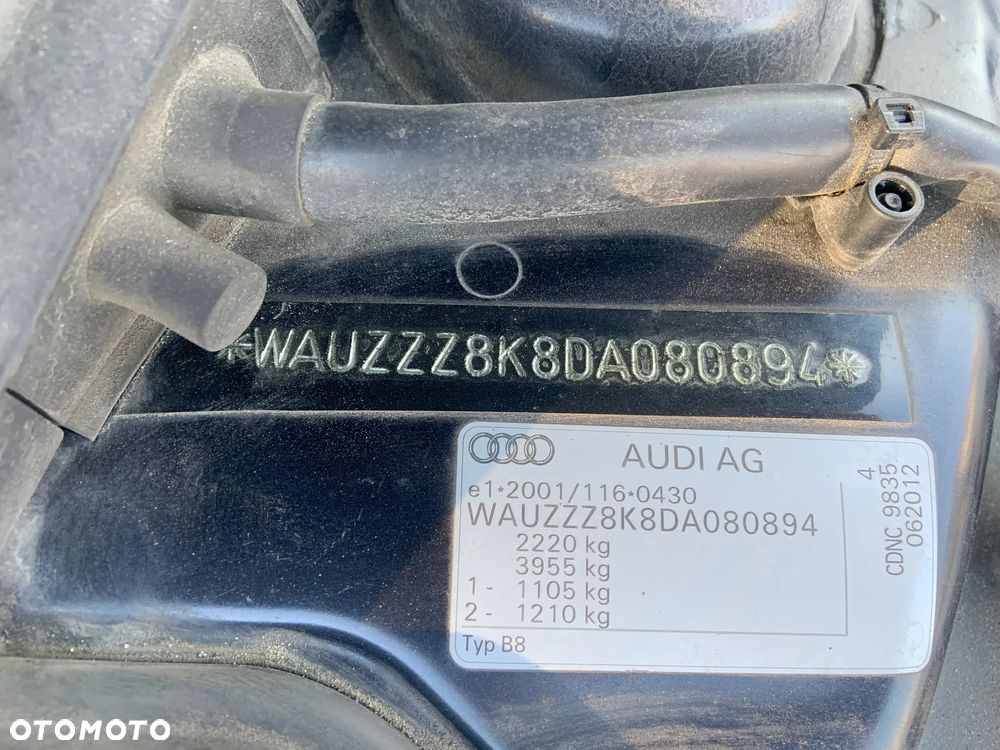 *WAUZZZ8K8DA080894*
AUDI AG
e1*2001/116*0430
WAUZZZ8K8DA080894
2220 kg
3955 kg
1- 1105 kg
2- 1210 kg
Typ B8
4
CDNC 9835
062012
OTOMOTO